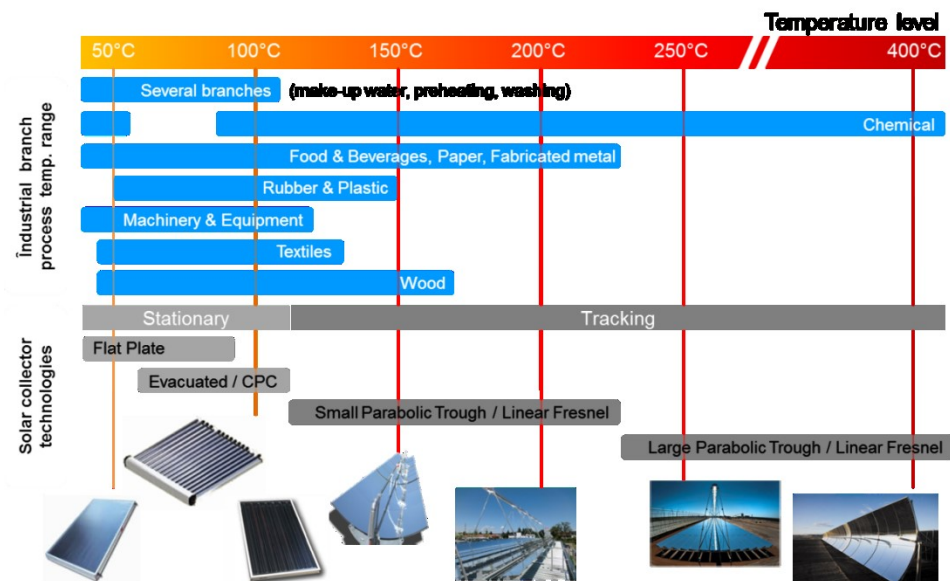 Temperature level
50°C 100°C 150°C 200°C 250°C 400°C
Industrial branch
process temp. range
Several branches (make-up water, preheating, washing)
Chemical
Food & Beverages, Paper, Fabricated metal
Rubber & Plastic
Machinery & Equipment
Textiles
Wood
Stationary Tracking
Solar collector
technologies
Flat Plate
Evacuated / CPC
Small Parabolic Trough / Linear Fresnel
Large Parabolic Trough / Linear Fresnel